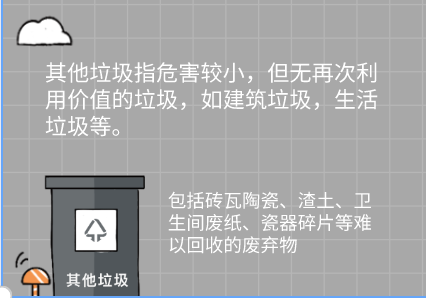 其他垃圾指危害较小，但无再次利
用价值的垃圾，如建筑垃圾，生活
垃圾等。
包括砖瓦陶瓷、渣土、卫
生间废纸、瓷器碎片等难
以回收的废弃物
其他垃圾